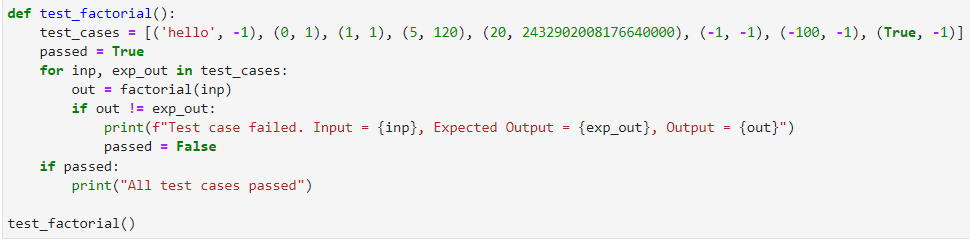 def test_factorial():
    test_cases = [('hello', -1), (0, 1), (1, 1), (5, 120), (20, 2432902008176640000), (-1, -1), (-100, -1), (True, -1)]
    passed = True
    for inp, exp_out in test_cases:
        out = factorial(inp)
        if out != exp_out:
            print(f"Test case failed. Input = {inp}, Expected Output = {exp_out}, Output = {out}")
            passed = False
    if passed:
        print("All test cases passed")

test_factorial()